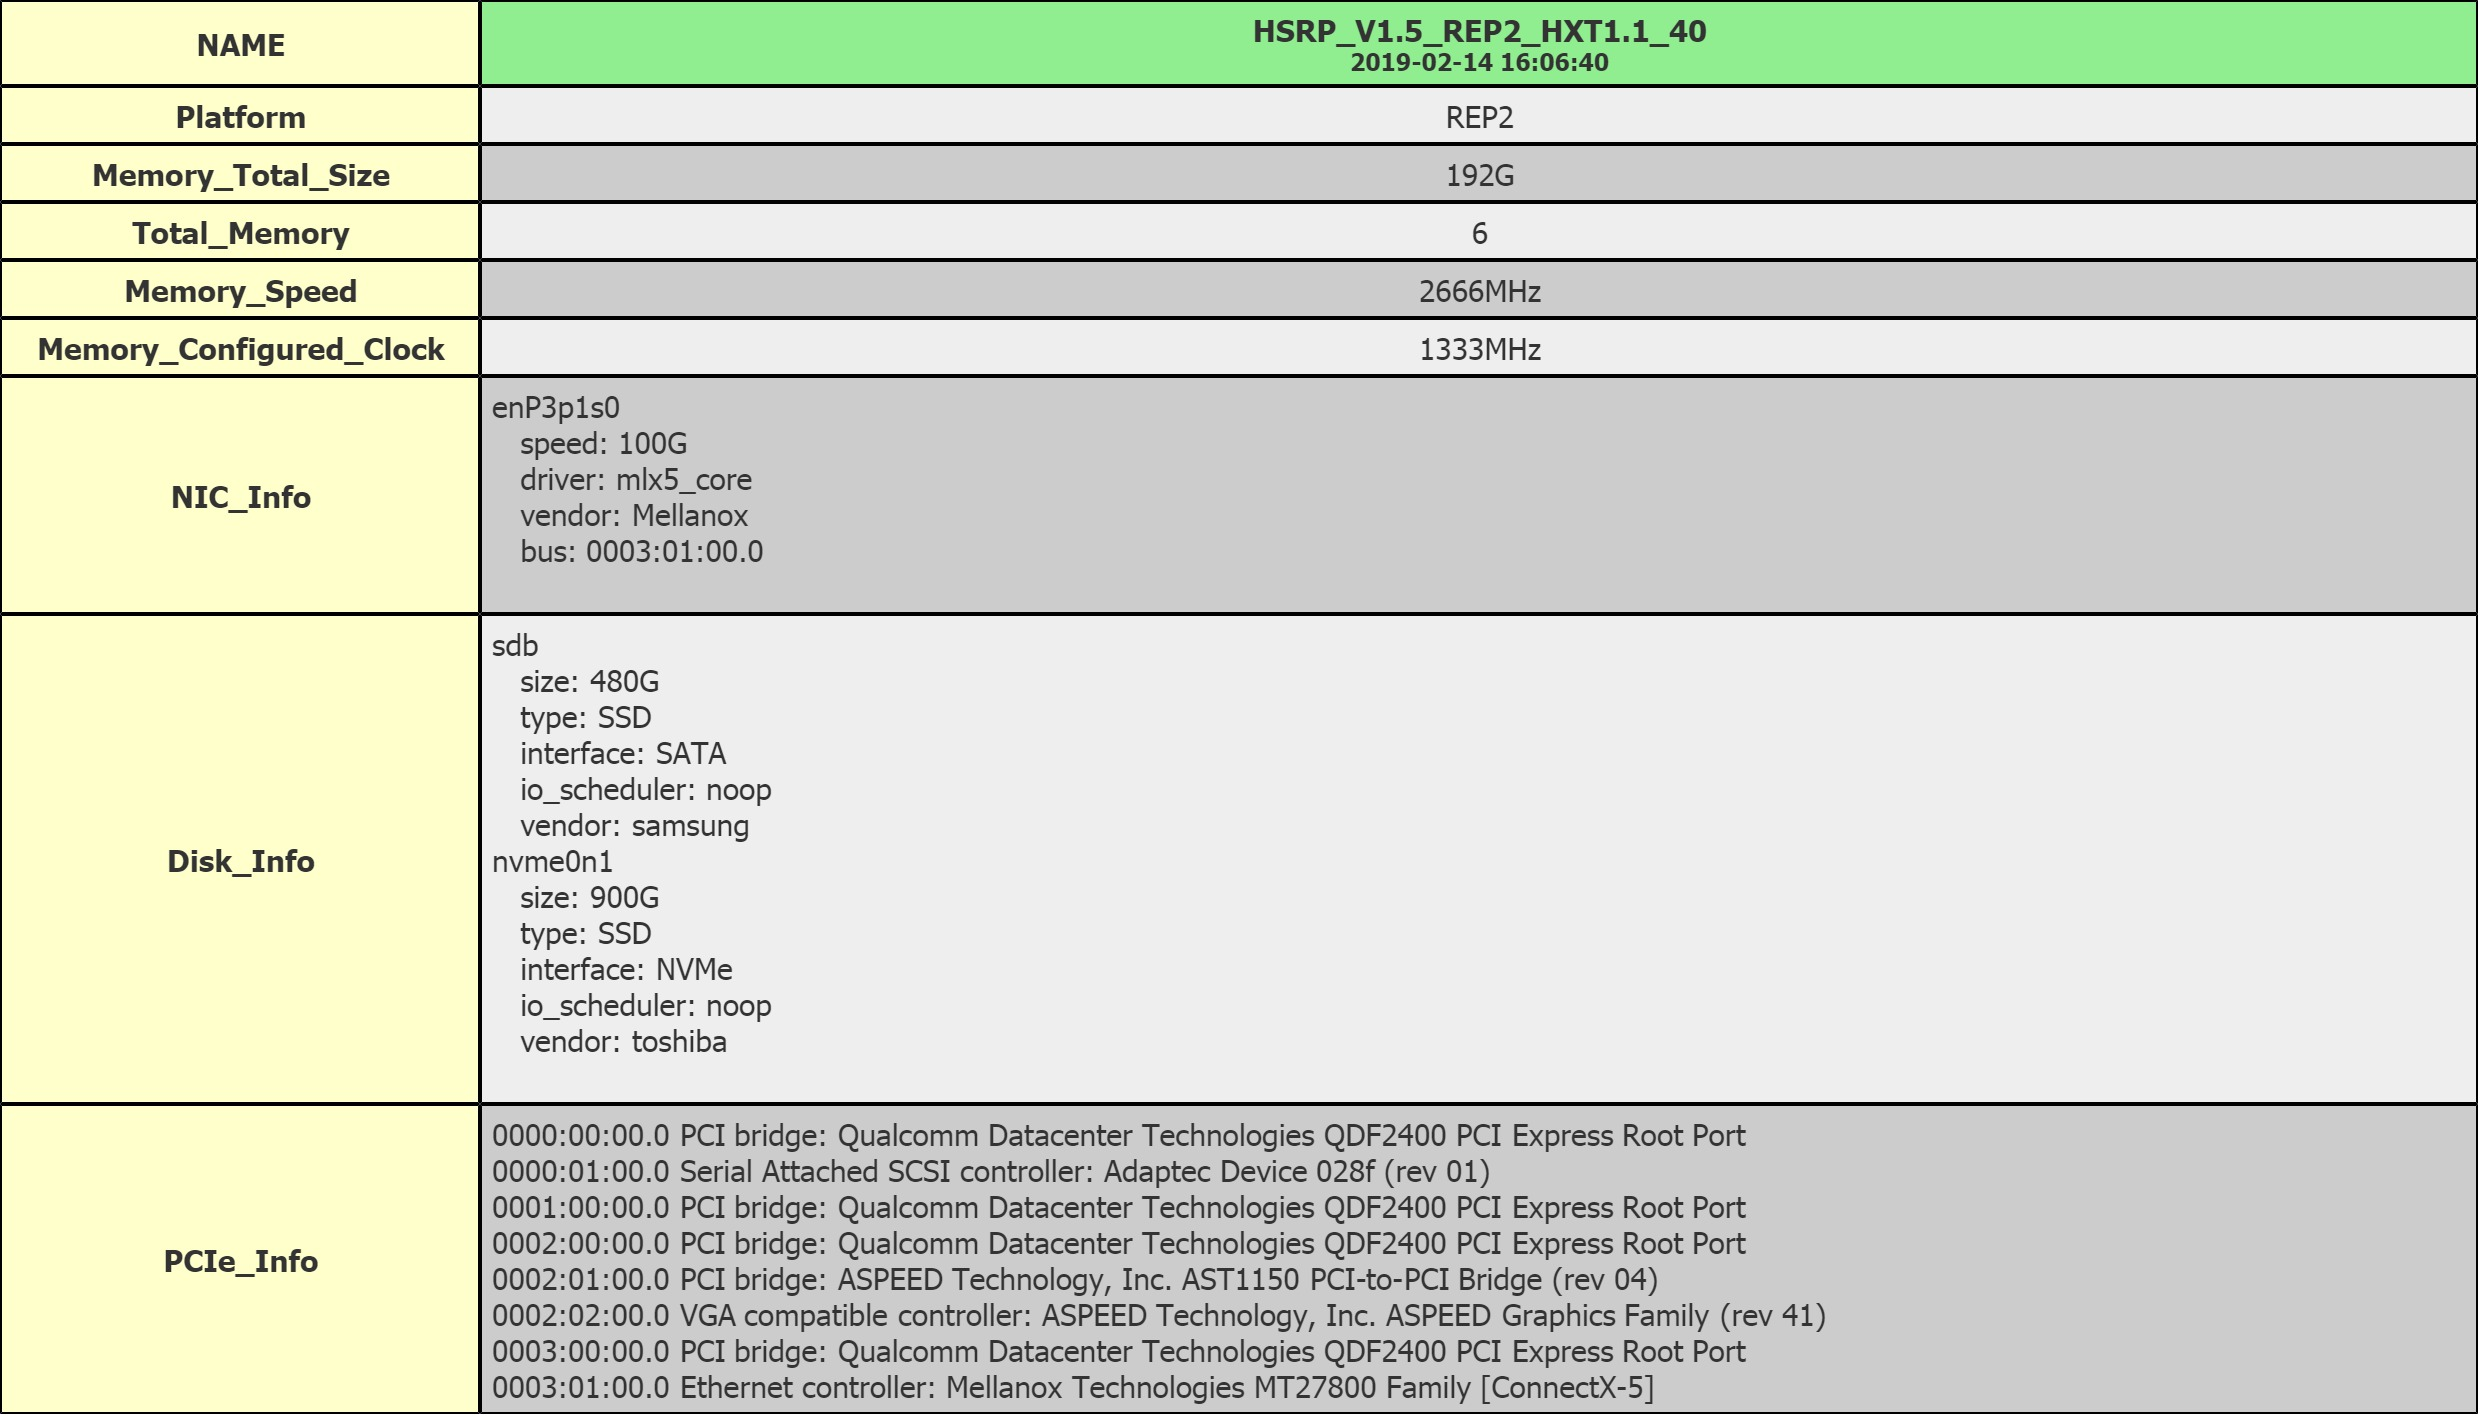 NAME
HSRP_V1.5_REP2_HXT1.1_40
2019-02-14 16:06:40
Platform
REP2
Memory_Total_Size
192G
Total_Memory
6
Memory_Speed
2666MHz
Memory_Configured_Clock
1333MHz
NIC_Info
enP3p1s0
speed: 100G
driver: mlx5_core
vendor: Mellanox
bus: 0003:01:00.0
Disk_Info
sdb
size: 480G
type: SSD
interface: SATA
io_scheduler: noop
vendor: samsung
nvme0n1
size: 900G
type: SSD
interface: NVMe
io_scheduler: noop
vendor: toshiba
PCIe_Info
0000:00:00.0 PCI bridge: Qualcomm Datacenter Technologies QDF2400 PCI Express Root Port
0000:01:00.0 Serial Attached SCSI controller: Adaptec Device 028f (rev 01)
0001:00:00.0 PCI bridge: Qualcomm Datacenter Technologies QDF2400 PCI Express Root Port
0002:00:00.0 PCI bridge: Qualcomm Datacenter Technologies QDF2400 PCI Express Root Port
0002:01:00.0 PCI bridge: ASPEED Technology, Inc. AST1150 PCI-to-PCI Bridge (rev 04)
0002:02:00.0 VGA compatible controller: ASPEED Technology, Inc. ASPEED Graphics Family (rev 41)
0003:00:00.0 PCI bridge: Qualcomm Datacenter Technologies QDF2400 PCI Express Root Port
0003:01:00.0 Ethernet controller: Mellanox Technologies MT27800 Family [ConnectX-5]